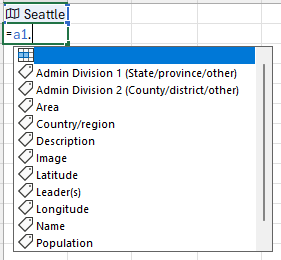 Seattle
=a1.
Admin Division 1 (State/province/other)
Admin Division 2 (County/district/other)
Area
Country/region
Description
Image
Latitude
Leader(s)
Longitude
Name
Population